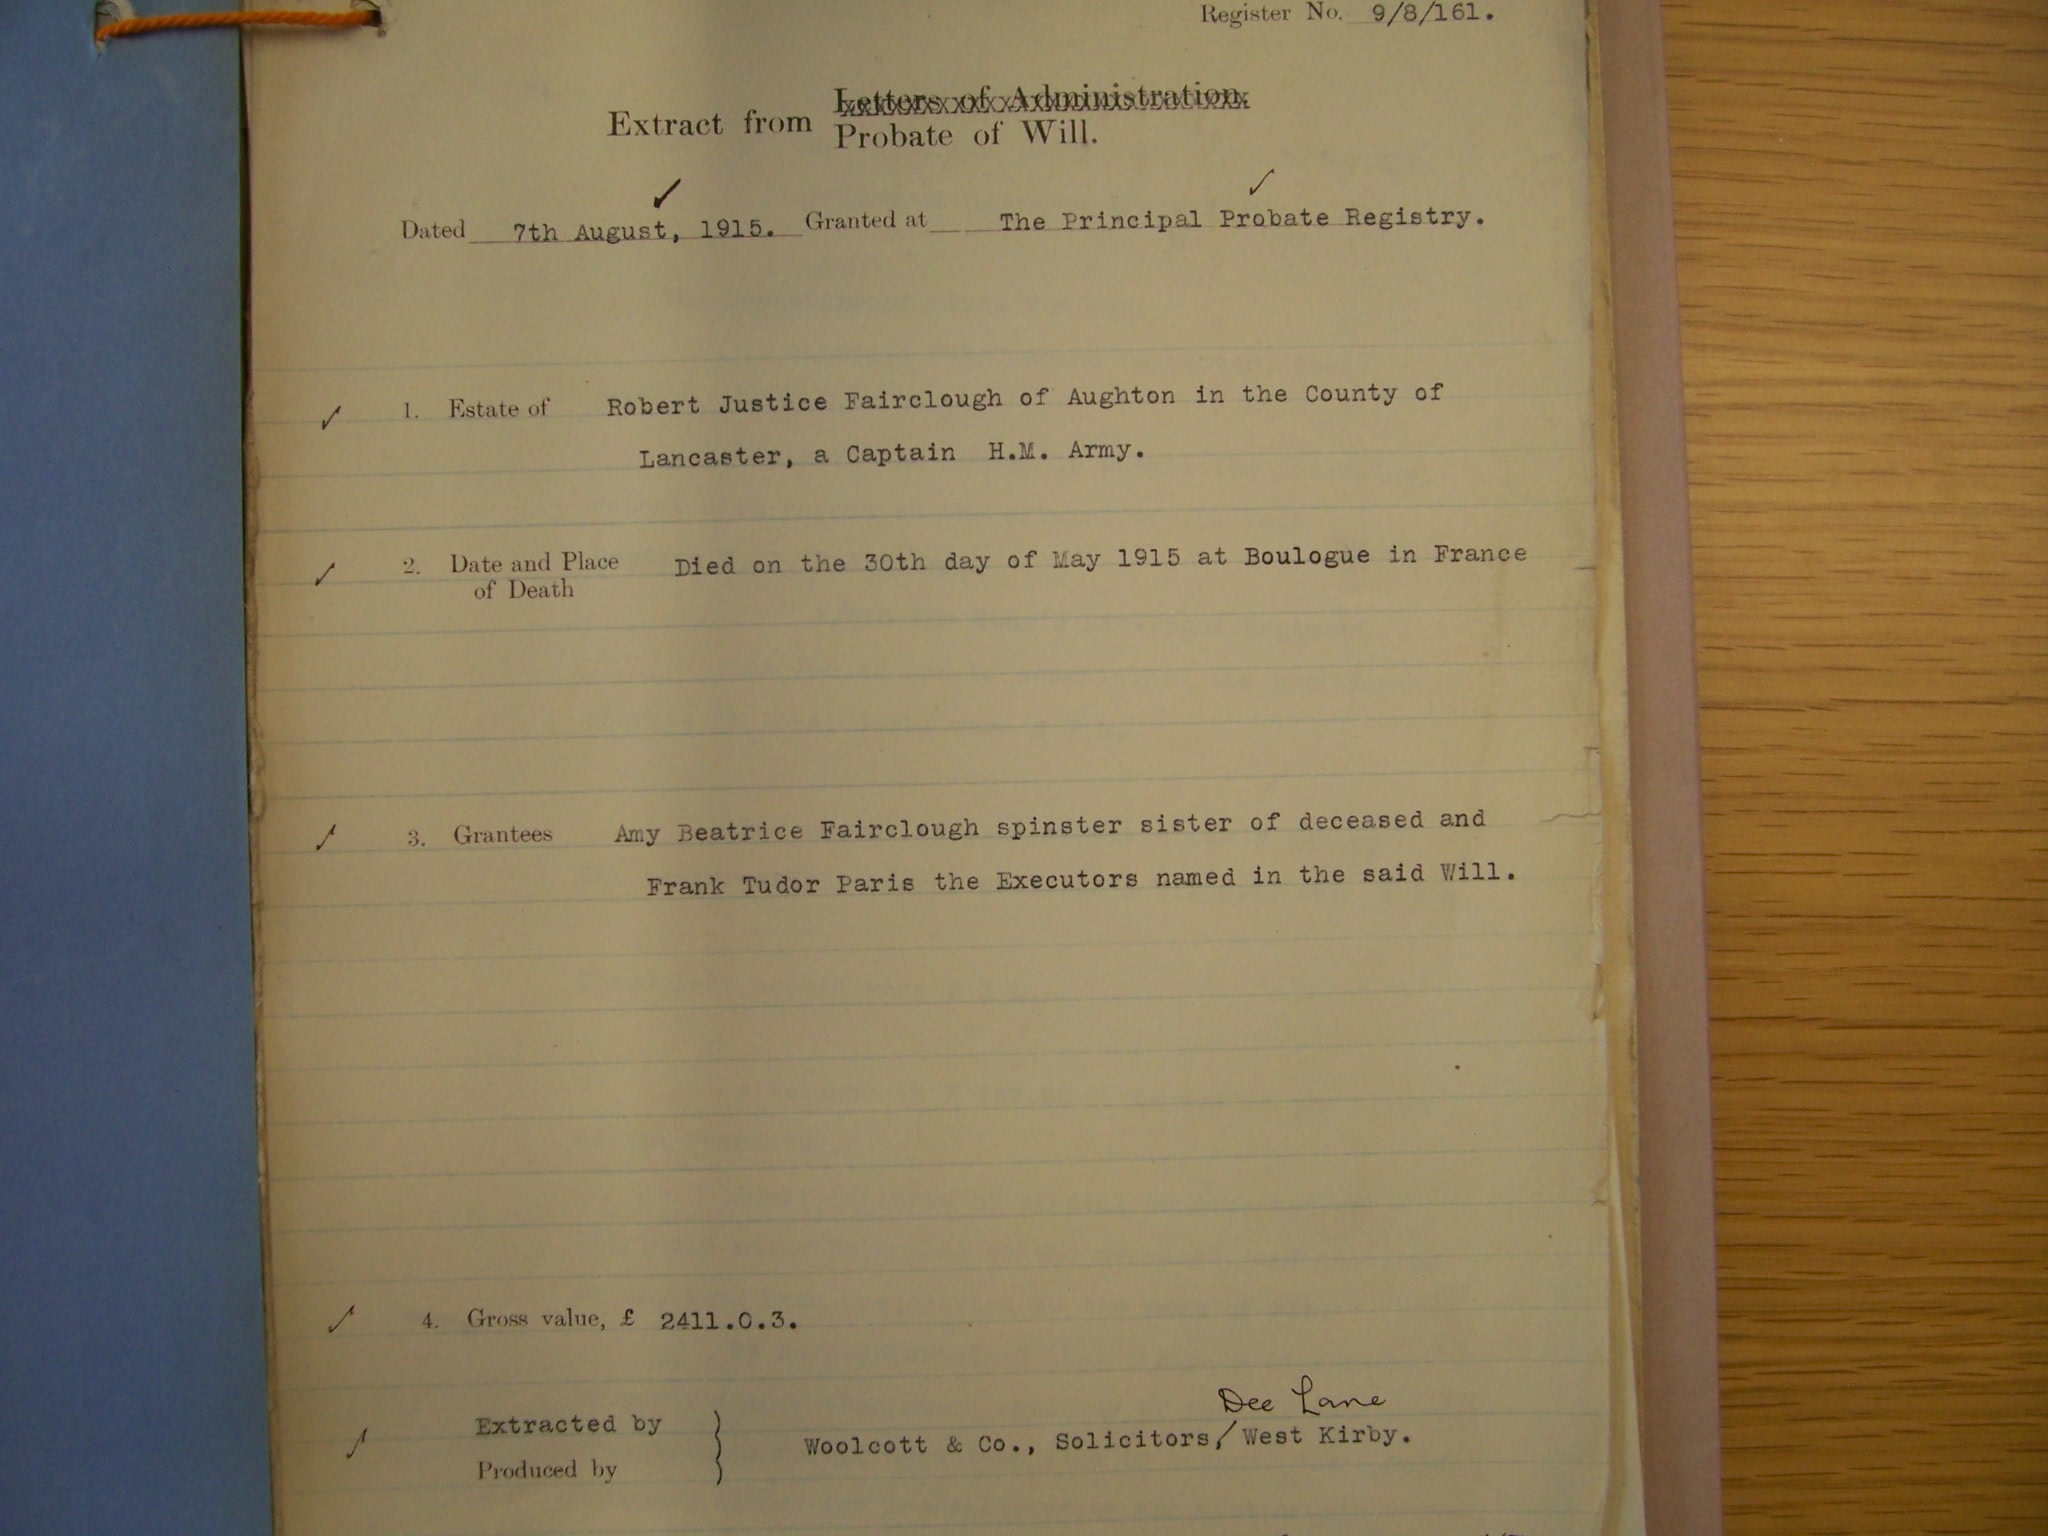 Register No. 9/8/161.
Letters of Administration.
Extract from
Probate of Will.
Dated 7th August, 1915. Granted at The Principal Probate Registry.
1. Estate of Robert Justice Fairclough of Aughton in the County of
Lancaster, a Captain H.M. Army.
2. Date and Place Died on the 30th day of May 1915 at Boulogue in France
of Death
3. Grantees Amy Beatrice Fairclough spinster sister of deceased and
Frank Tudor Paris the Executors named in the said Will.
4. Gross value, £ 2411.0.3.
Dee Lane
Extracted by
Woolcott & Co., Solicitors,/West Kirby.
Produced by